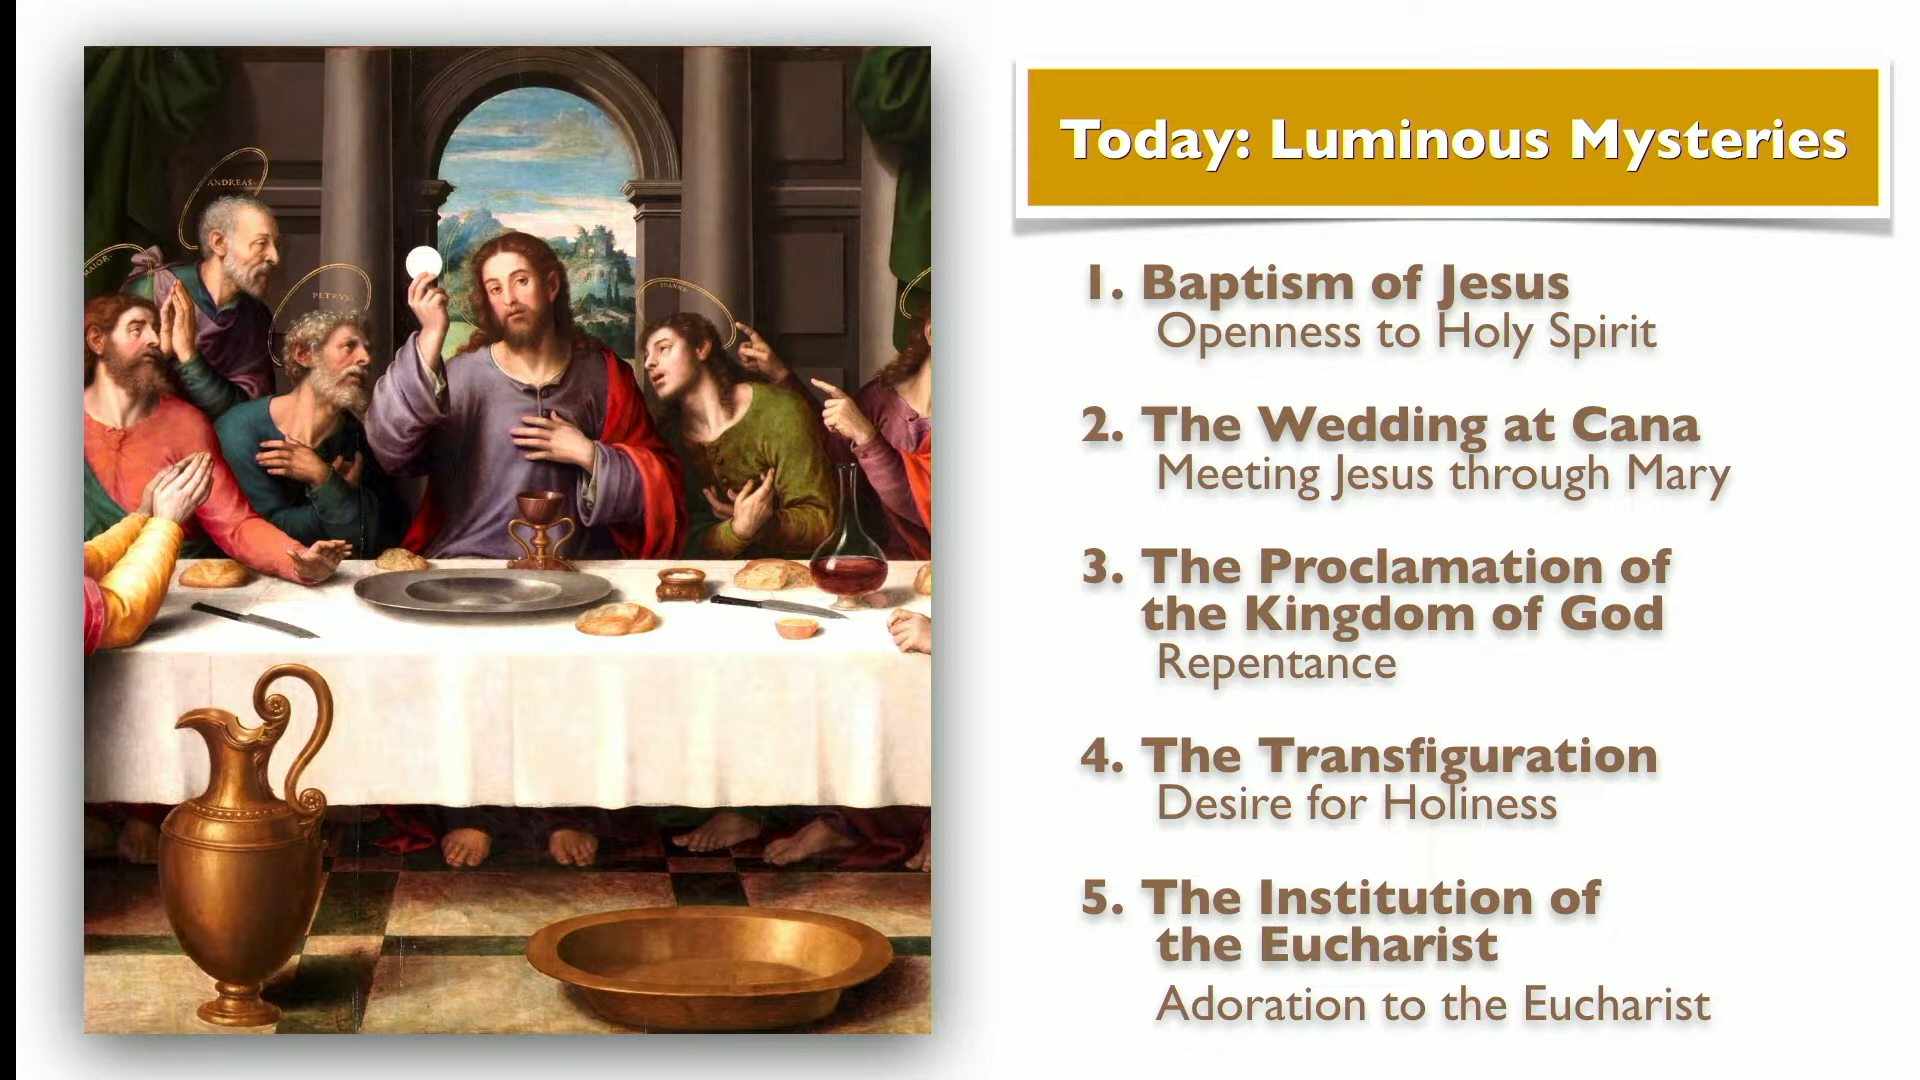 ANDREAS
MAIOR
PETRVS
Today: Luminous Mysteries
1. Baptism of Jesus
Openness to Holy Spirit
2. The Wedding at Cana
Meeting Jesus through Mary
3. The Proclamation of
the Kingdom of God
Repentance
4. The Transfiguration
Desire for Holiness
5. The Institution of
the Eucharist
Adoration to the Eucharist